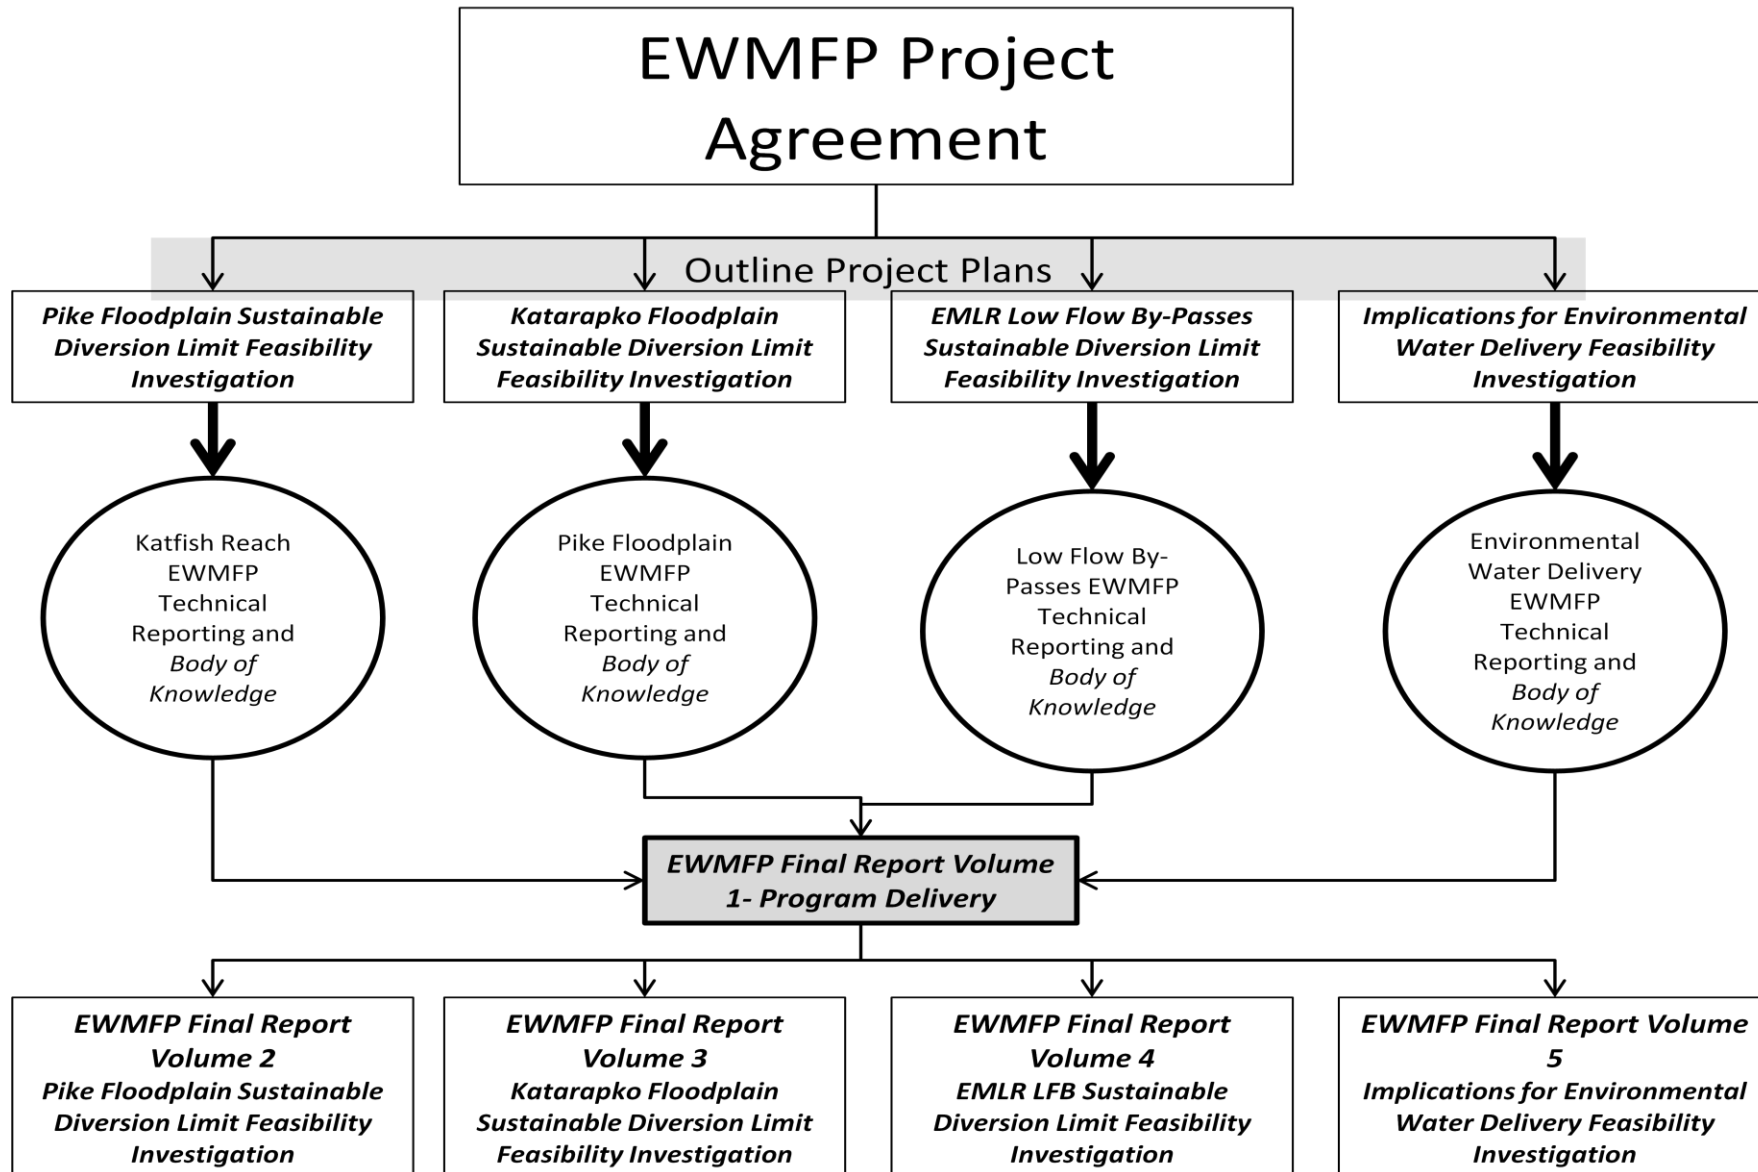 EWMFP Project
Agreement
Outline Project Plans
Pike Floodplain Sustainable
Diversion Limit Feasibility
Investigation
Katarapko Floodplain
Sustainable Diversion Limit
Feasibility Investigation
EMLR Low Flow By-Passes
Sustainable Diversion Limit
Feasibility Investigation
Implications for Environmental
Water Delivery Feasibility
Investigation
Katfish Reach
EWMFP
Technical
Reporting and
Body of
Knowledge
Pike Floodplain
EWMFP
Technical
Reporting and
Body of
Knowledge
Low Flow By-
Passes EWMFP
Technical
Reporting and
Body of
Knowledge
Environmental
Water Delivery
EWMFP
Technical
Reporting and
Body of
Knowledge
EWMFP Final Report Volume
1- Program Delivery
EWMFP Final Report
Volume 2
Pike Floodplain Sustainable
Diversion Limit Feasibility
Investigation
EWMFP Final Report
Volume 3
Katarapko Floodplain
Sustainable Diversion Limit
Feasibility Investigation
EWMFP Final Report
Volume 4
EMLR LFB Sustainable
Diversion Limit Feasibility
Investigation
EWMFP Final Report Volume
5
Implications for Environmental
Water Delivery Feasibility
Investigation